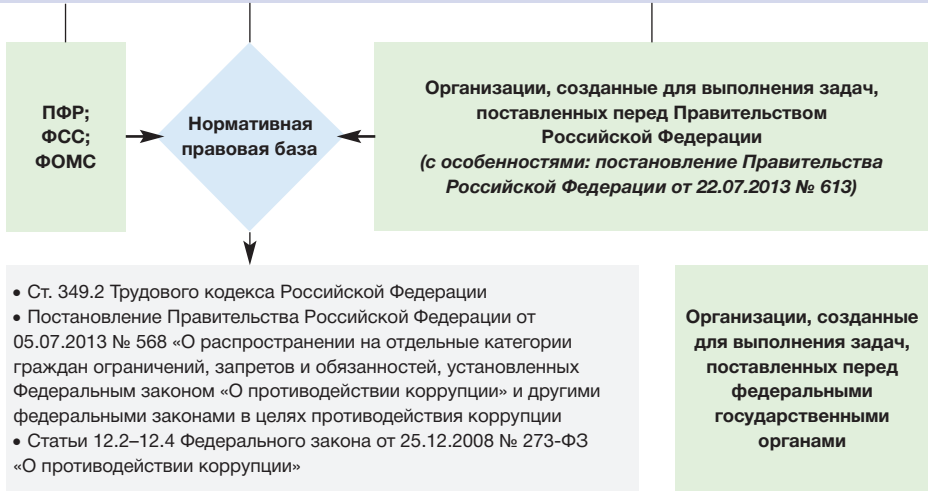 ПФР;
ФСС;
ФОМС
Нормативная
правовая база
Организации, созданные для выполнения задач,
поставленных перед Правительством
Российской Федерации
(с особенностями: постановление Правительства
Российской Федерации от 22.07.2013 № 613)
• Ст. 349.2 Трудового кодекса Российской Федерации
• Постановление Правительства Российской Федерации от
05.07.2013 № 568 «О распространении на отдельные категории
граждан ограничений, запретов и обязанностей, установленных
Федеральным законом «О противодействии коррупции» и другими
федеральными законами в целях противодействия коррупции
• Статьи 12.2–12.4 Федерального закона от 25.12.2008 № 273-ФЗ
«О противодействии коррупции»
Организации, созданные
для выполнения задач,
поставленных перед
федеральными
государственными
органами